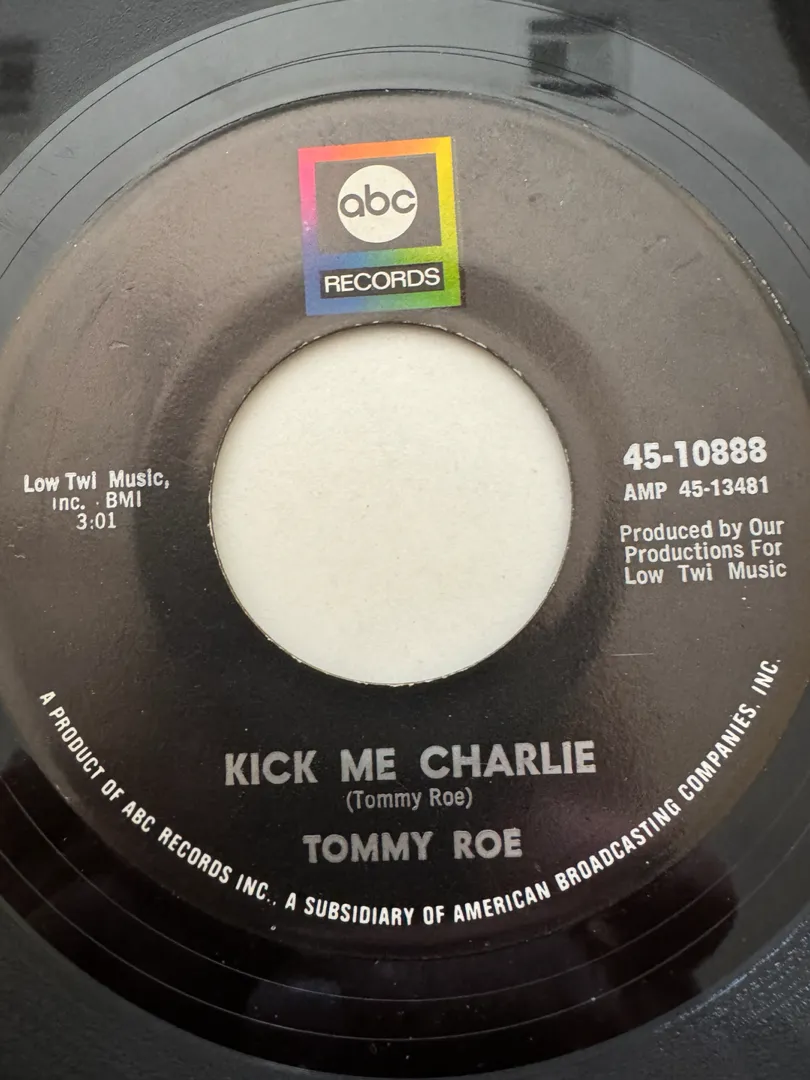 abc
RECORDS
Low Twi Music,
Inc. · BMI
3:01
45-10888
AMP 45-13481
Produced by Our
Productions For
Low Twi Music
KICK ME CHARLIE
(Tommy Roe)
TOMMY ROE
A PRODUCT OF ABC RECORDS INC., A SUBSIDIARY OF AMERICAN BROADCASTING COMPANIES, INC.